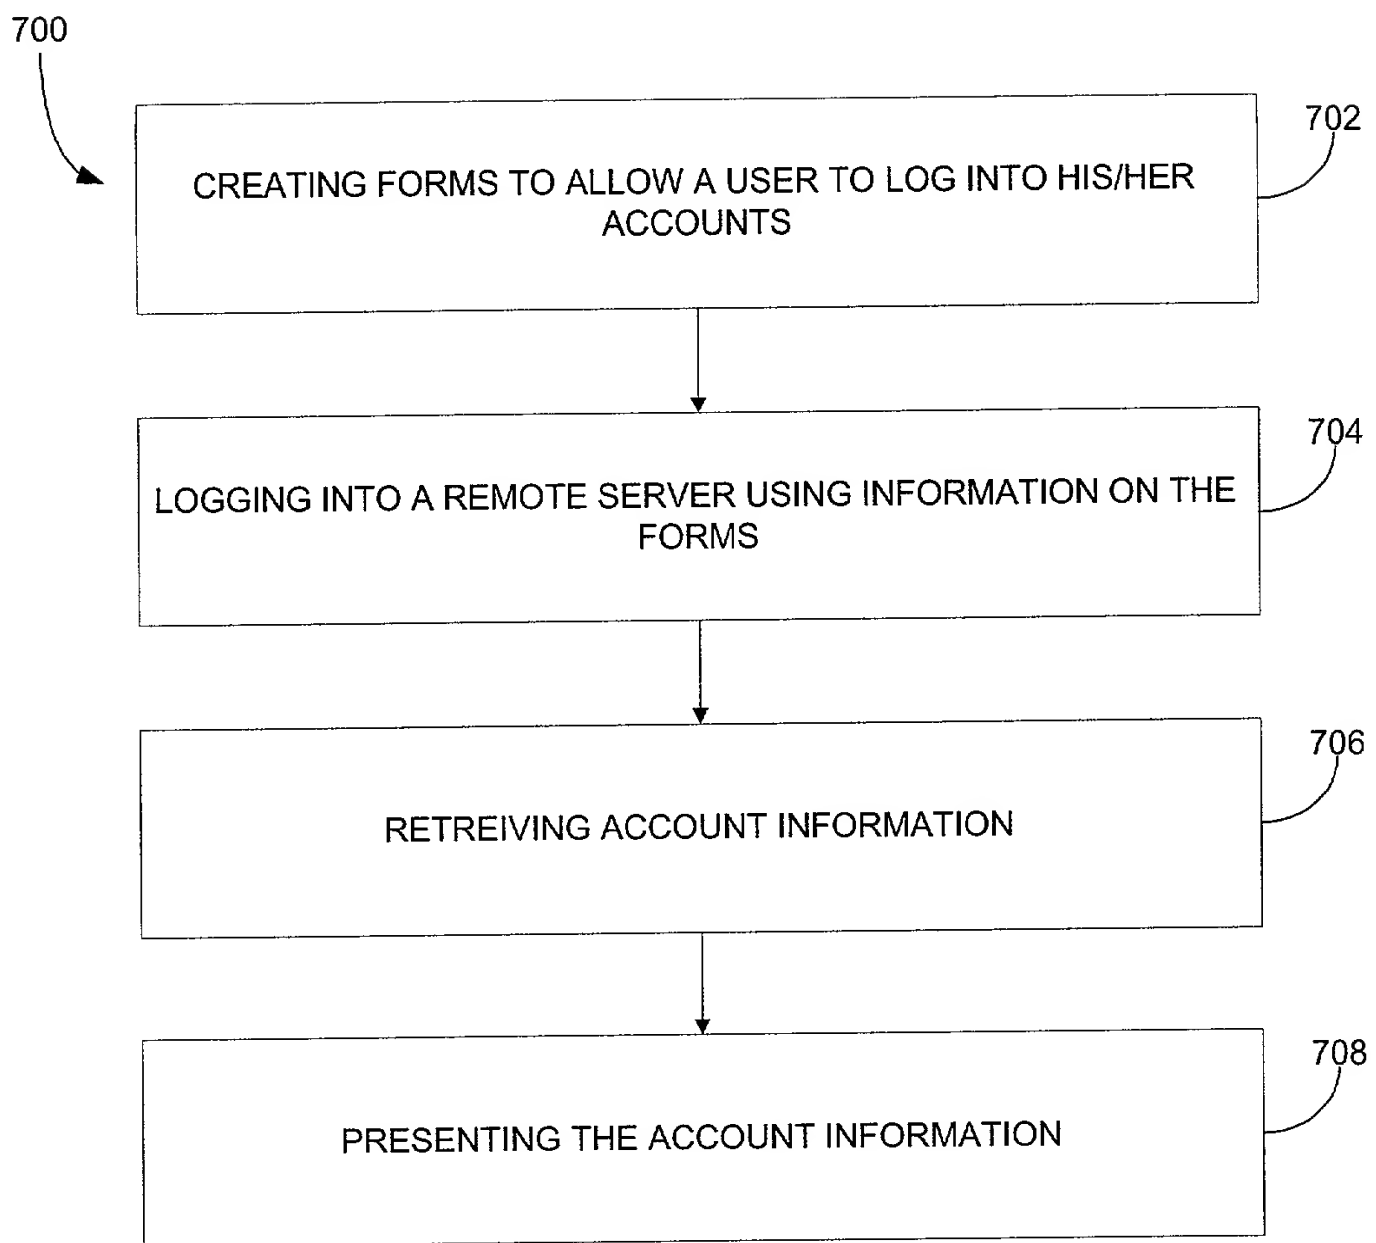 700
702
CREATING FORMS TO ALLOW A USER TO LOG INTO HIS/HER
ACCOUNTS
704
LOGGING INTO A REMOTE SERVER USING INFORMATION ON THE
FORMS
706
RETREIVING ACCOUNT INFORMATION
708
PRESENTING THE ACCOUNT INFORMATION